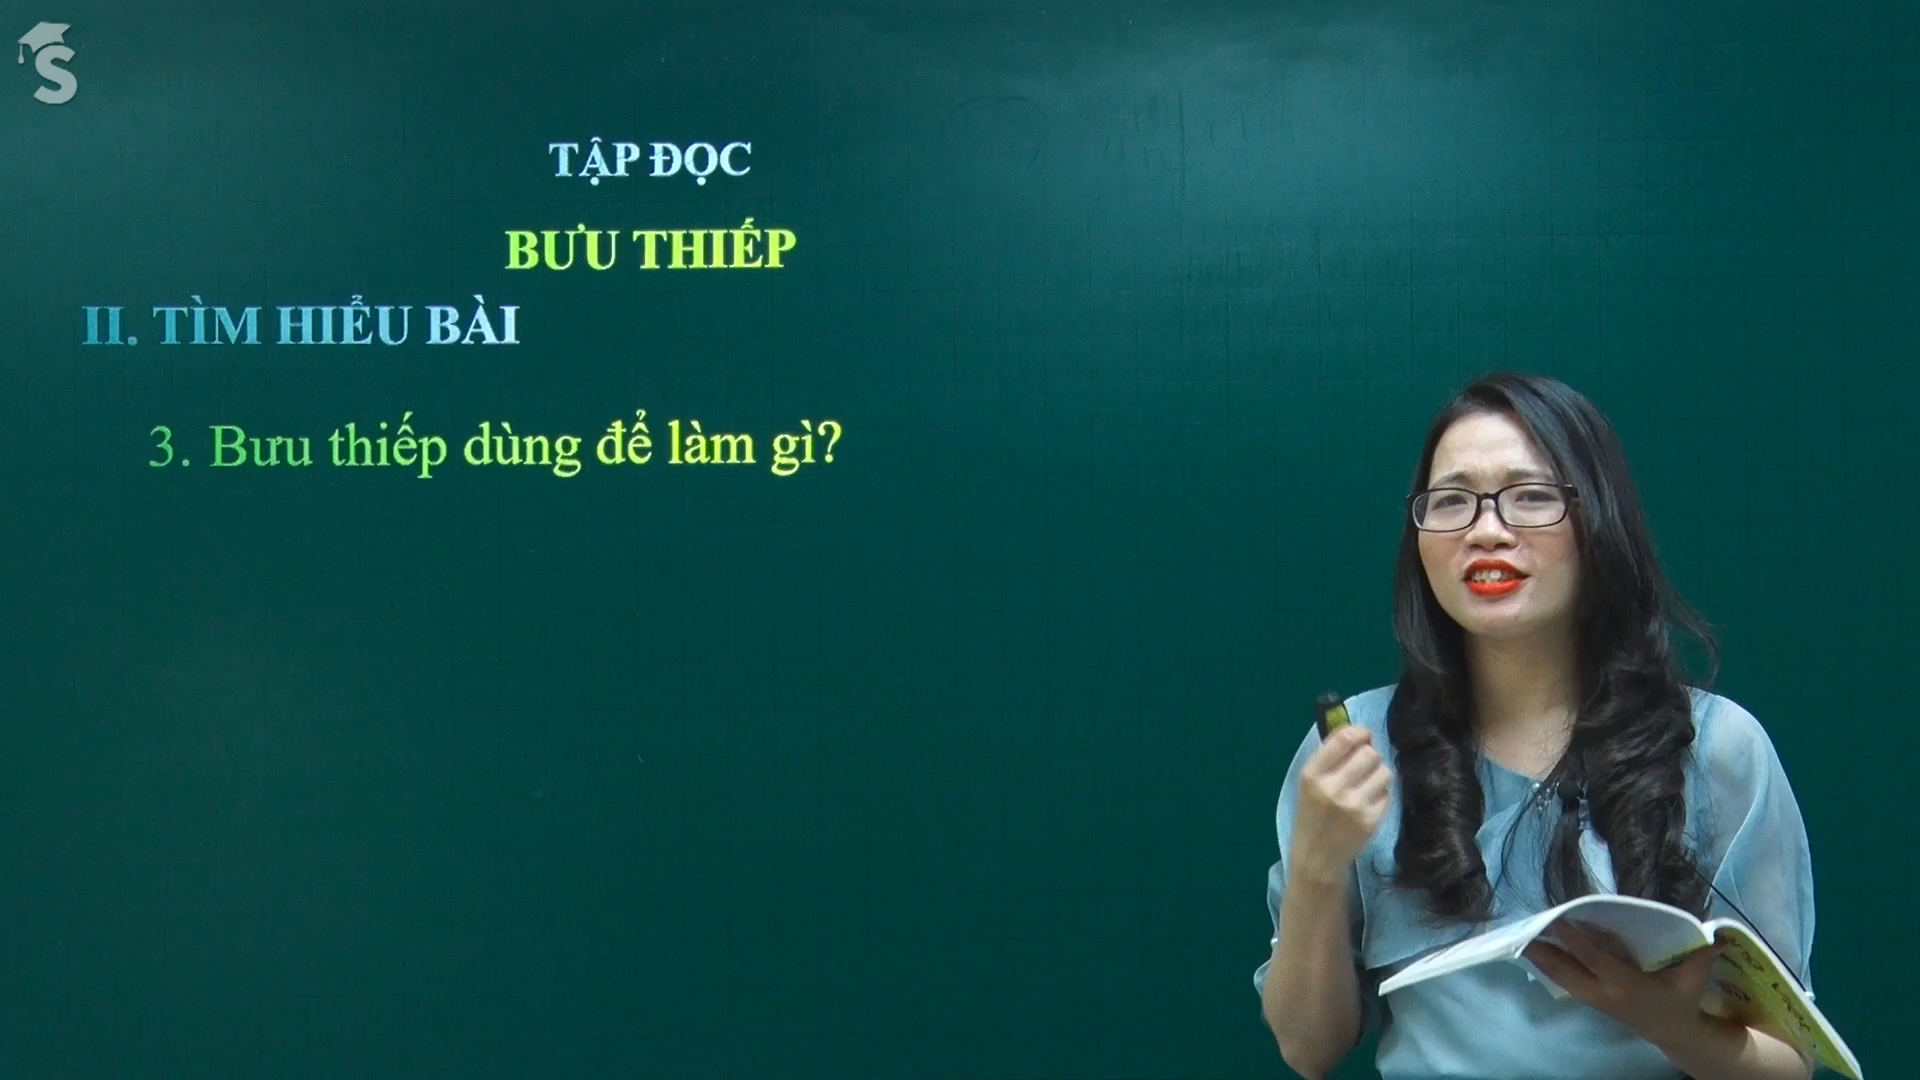 S
TẬP ĐỌC
BƯU THIẾP
II. TÌM HIỂU BÀI
3. Bưu thiếp dùng để làm gì?